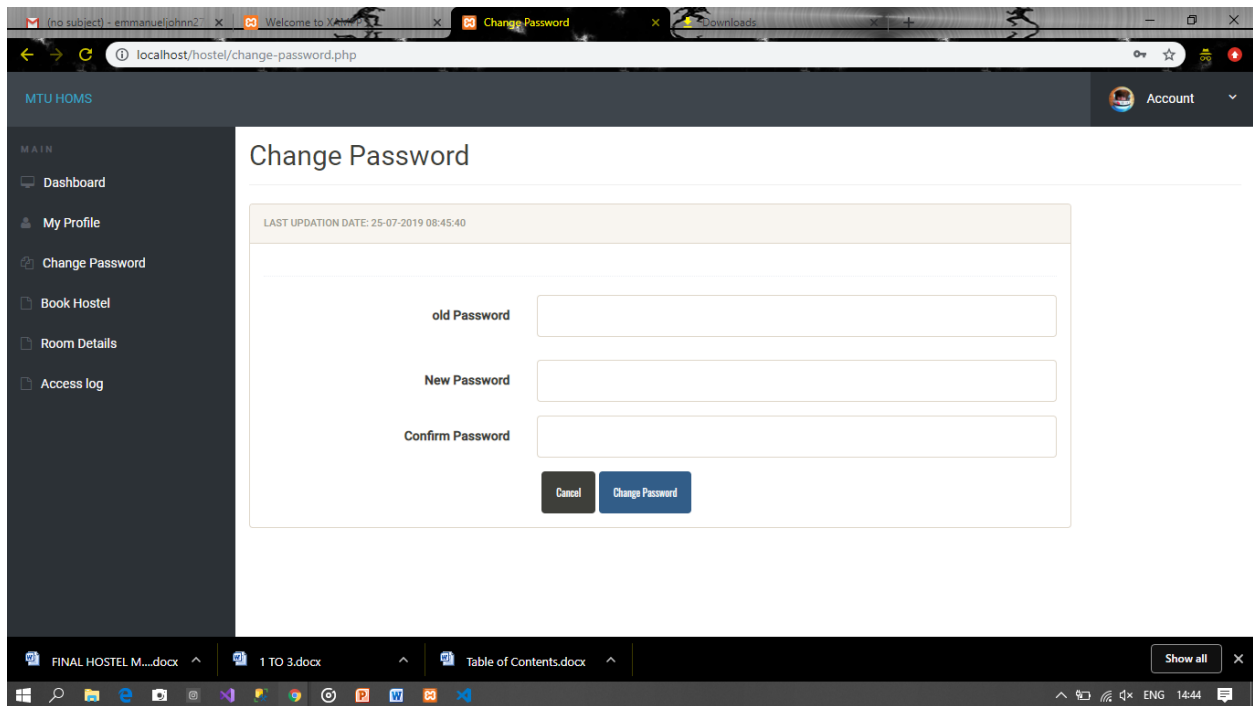 (no subject) - emmanueljohnn2 Welcome to XAMPP Change Password Downloads
localhost/hostel/change-password.php
MTU HOMS Account
MAIN
Dashboard
My Profile
Change Password
Book Hostel
Room Details
Access log
Change Password
LAST UPDATION DATE: 25-07-2019 08:45:40
old Password
New Password
Confirm Password
Cancel Change Password
FINAL HOSTEL M....docx 1 TO 3.docx Table of Contents.docx Show all
ENG 14:44